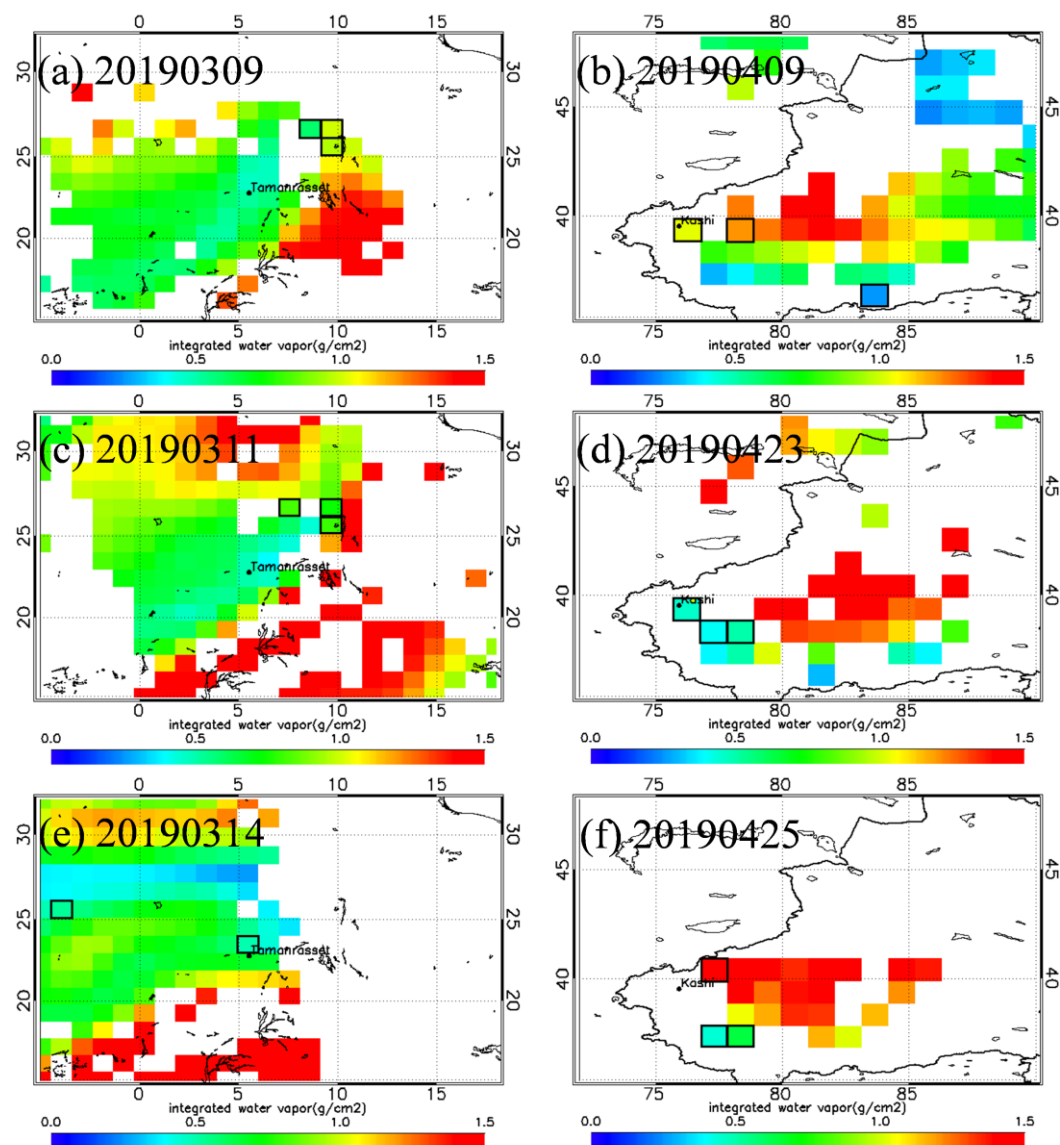 0 5 10 15
75 80 85
(a) 20190309
(b) 20190409
30 25 20
30 25 20
45 40
45 40
Tamanrasset
Kashi
0 5 10 15
75 80 85
integrated water vapor(g/cm2)
integrated water vapor(g/cm2)
0.0 0.5 1.0 1.5
0.0 0.5 1.0 1.5
0 5 10 15
75 80 85
(c) 20190311
(d) 20190423
30 25 20
30 25 20
45 40
45 40
Tamanrasset
Kashi
0 5 10 15
75 80 85
integrated water vapor(g/cm2)
integrated water vapor(g/cm2)
0.0 0.5 1.0 1.5
0.0 0.5 1.0 1.5
0 5 10 15
75 80 85
(e) 20190314
(f) 20190425
30 25 20
30 25 20
45 40
45 40
Tamanrasset
Kashi
0 5 10 15
75 80 85
integrated water vapor(g/cm2)
integrated water vapor(g/cm2)
0.0 0.5 1.0 1.5
0.0 0.5 1.0 1.5